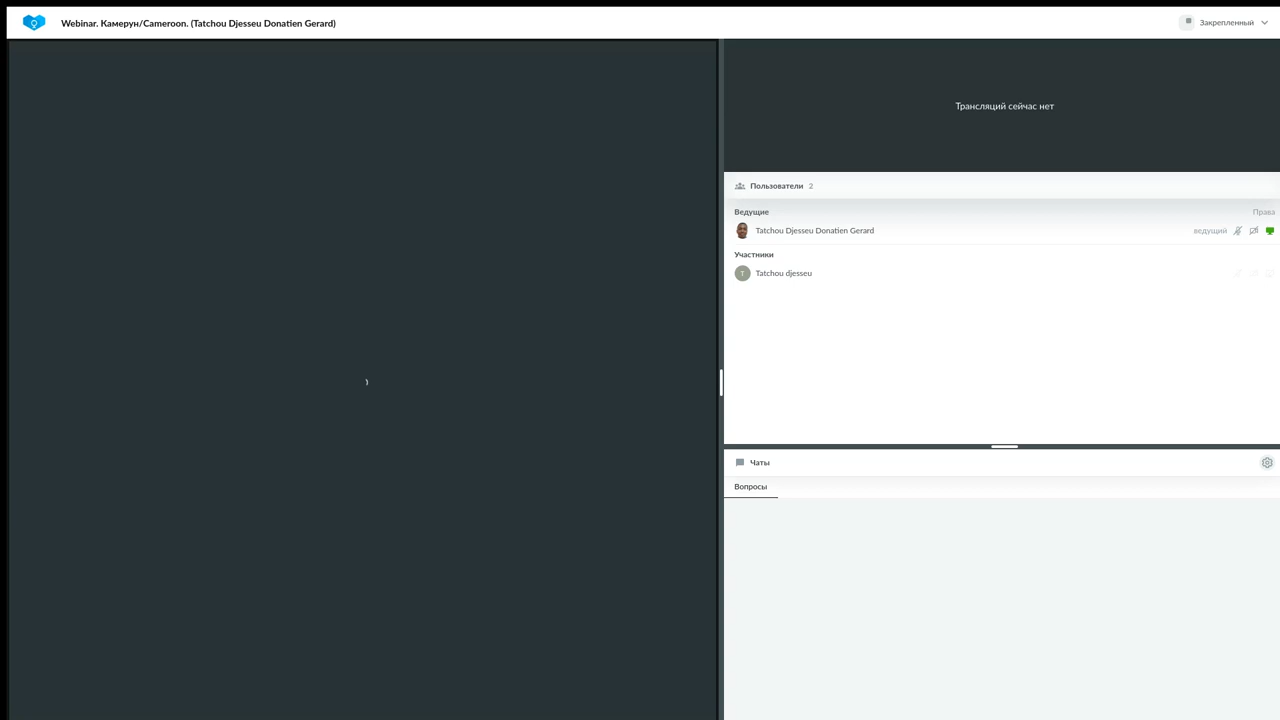 Webinar. Камерун/Cameroon. (Tatchou Djesseu Donatien Gerard)
Закрепленный
Трансляций сейчас нет
Пользователи 2
Ведущие Права
Tatchou Djesseu Donatien Gerard ведущий
Участники
T Tatchou djesseu
Чаты
Вопросы